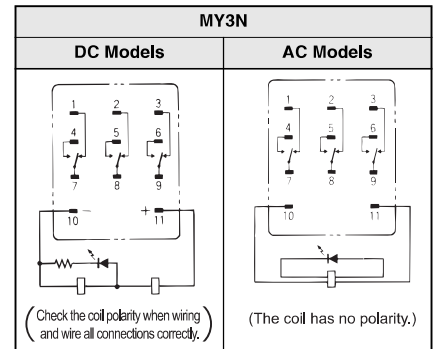 MY3N
DC Models
AC Models
1 2 3
4 5 6
7 8 9
10 − + 11
(Check the coil polarity when wiring
and wire all connections correctly.)
1 2 3
4 5 6
7 8 9
10 11
(The coil has no polarity.)